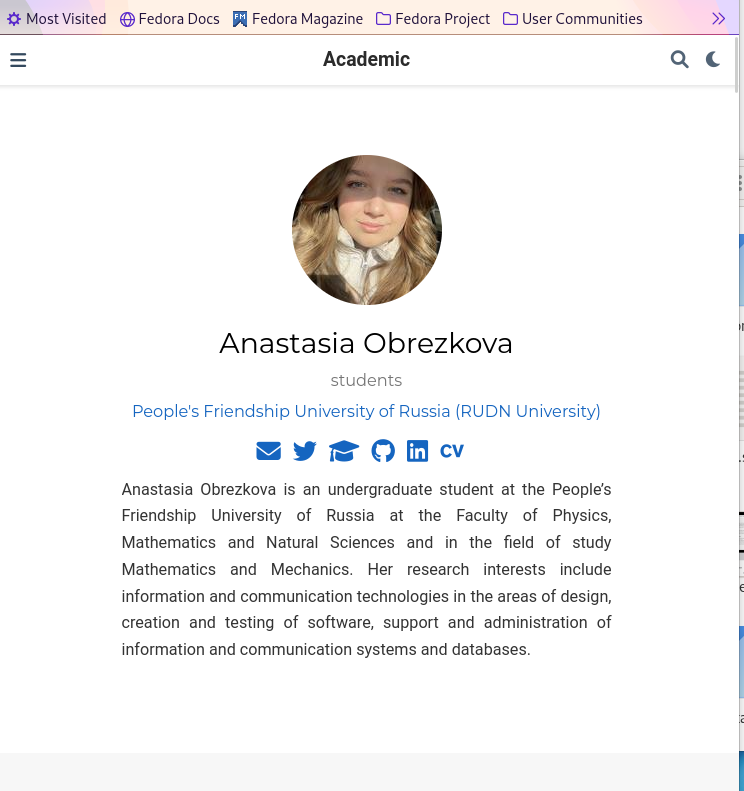 Most Visited Fedora Docs FM Fedora Magazine Fedora Project User Communities
Academic
Anastasia Obrezkova
students
People's Friendship University of Russia (RUDN University)
CV
Anastasia Obrezkova is an undergraduate student at the People’s
Friendship University of Russia at the Faculty of Physics,
Mathematics and Natural Sciences and in the field of study
Mathematics and Mechanics. Her research interests include
information and communication technologies in the areas of design,
creation and testing of software, support and administration of
information and communication systems and databases.